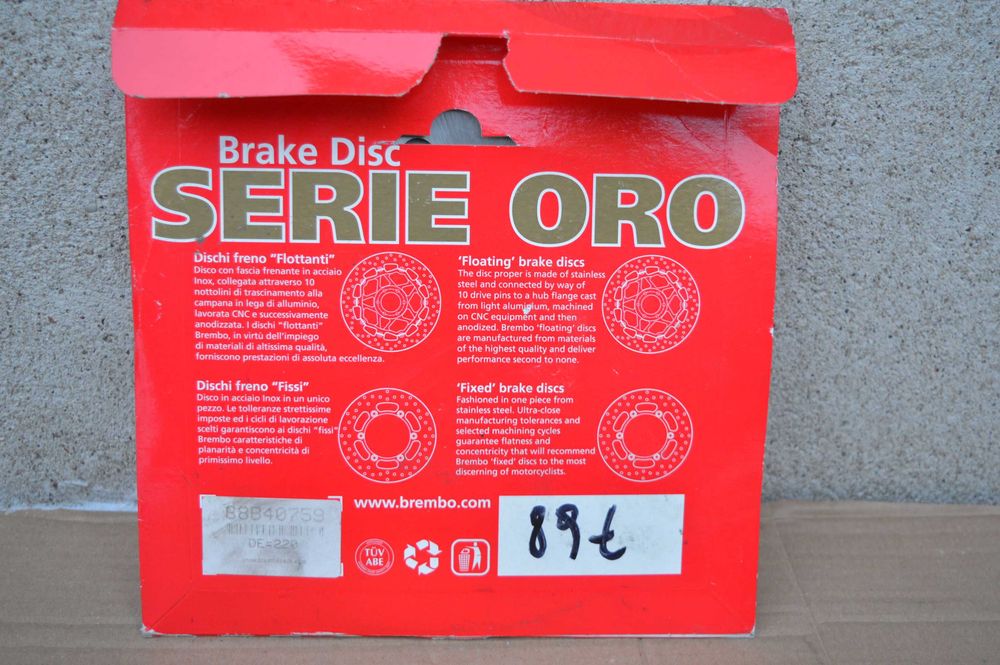 Brake Disc
SERIE ORO
Dischi freno "Flottanti"
Disco con fascia frenante in acciaio
Inox, collegata attraverso 10
nottolini di trascinamento alla
campana in lega di alluminio,
lavorata CNC e successivamente
anodizzata. I dischi "flottanti"
Brembo, in virtù dell'impiego
di materiali di altissima qualità,
forniscono prestazioni di assoluta eccellenza.
'Floating' brake discs
The disc proper is made of stainless
steel and connected by way of
10 drive pins to a hub flange cast
from light aluminium, machined
on CNC equipment and then
anodized. Brembo 'floating' discs
are manufactured from materials
of the highest quality and deliver
performance second to none.
Dischi freno "Fissi"
Disco in acciaio Inox in un unico
pezzo. Le tolleranze strettissime
imposte ed i cicli di lavorazione
scelti garantiscono ai dischi "fissi"
Brembo caratteristiche di
planarità e concentricità di
primissimo livello.
'Fixed' brake discs
Fashioned in one piece from
stainless steel. Ultra-close
manufacturing tolerances and
selected machining cycles
guarantee flatness and
concentricity that will recommend
Brembo 'fixed' discs to the most
discerning of motorcyclists.
www.brembo.com
68B40759
DE=220
TÜV
ABE
89€